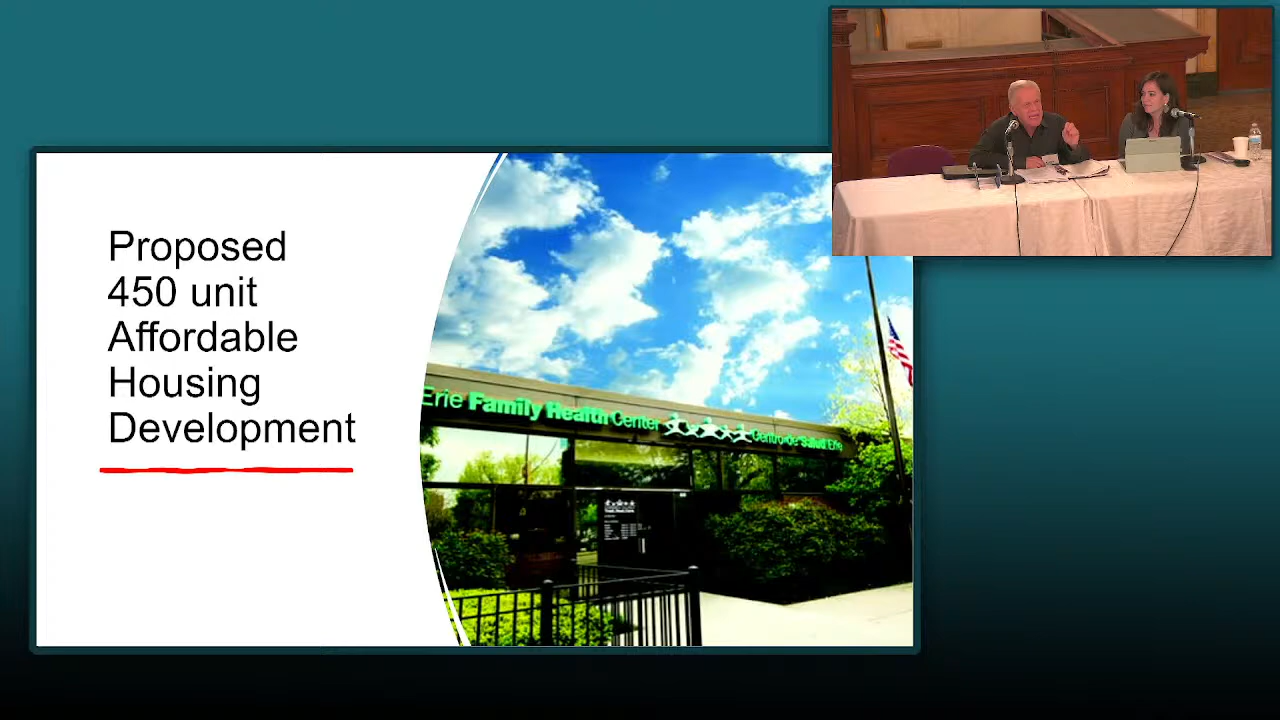 Proposed
450 unit
Affordable
Housing
Development
Erie Family Health Center Centro de Salud Erie